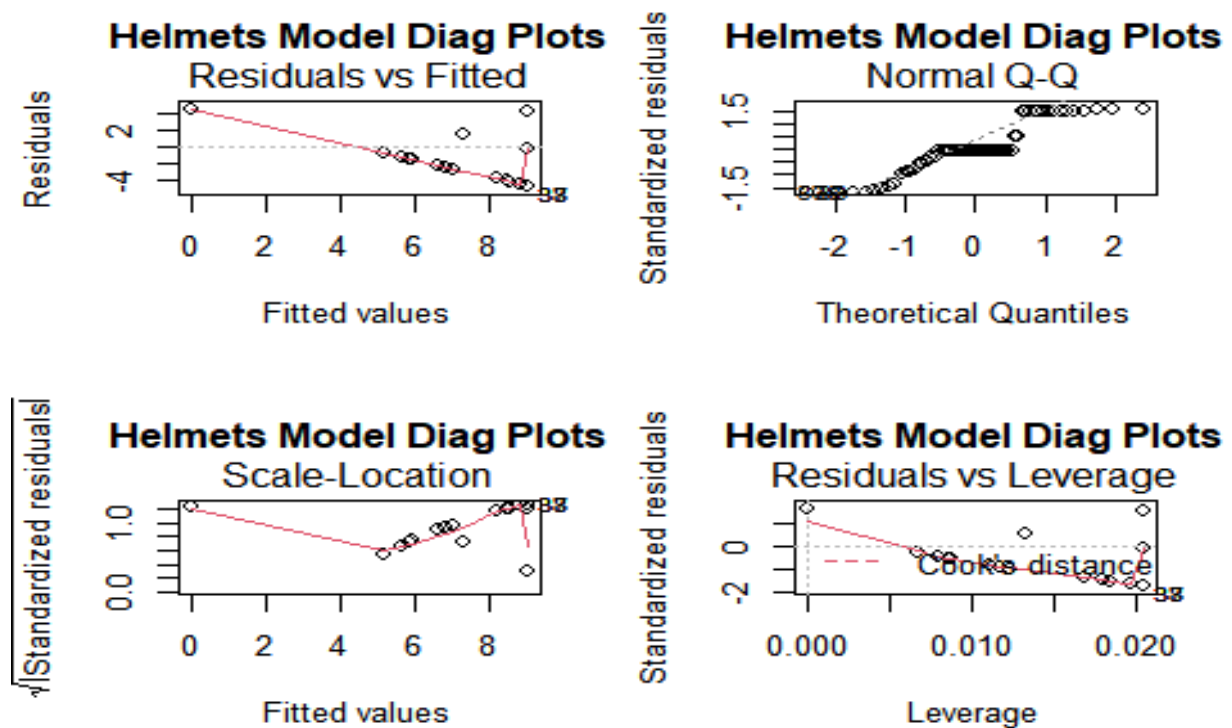 Helmets Model Diag Plots
Residuals vs Fitted
Residuals
2
-4
0 2 4 6 8
Fitted values
Helmets Model Diag Plots
Normal Q-Q
Standardized residuals
1.5
-1.5
-2 -1 0 1 2
Theoretical Quantiles
Helmets Model Diag Plots
Scale-Location
√|Standardized residuals|
1.0
0.0
0 2 4 6 8
Fitted values
Helmets Model Diag Plots
Residuals vs Leverage
Standardized residuals
0
-2
Cook's distance
0.000 0.010 0.020
Leverage